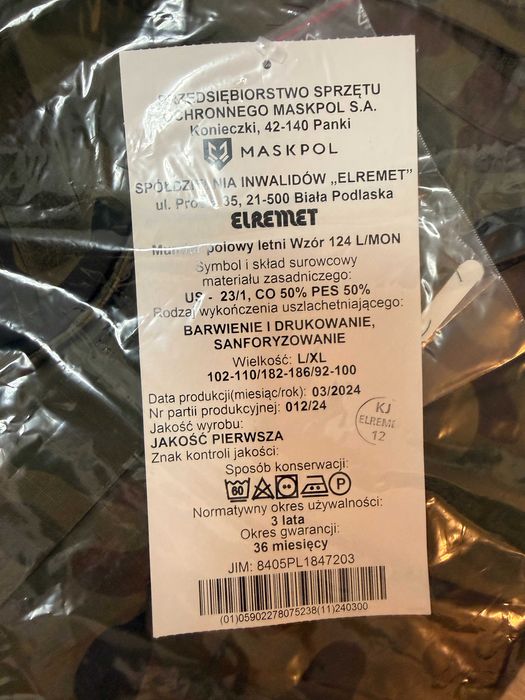 PRZEDSIĘBIORSTWO SPRZĘTU
OCHRONNEGO MASKPOL S.A.
Konieczki, 42-140 Panki
MASKPOL
SPÓŁDZIELNIA INWALIDÓW „ELREMET”
ul. 35, 21-500 Biała Podlaska
ELREMET
Mundur polowy letni Wzór 124 L/MON
Symbol i skład surowcowy
materiału zasadniczego:
US - 23/1, CO 50% PES 50%
Rodzaj wykończenia uszlachetniającego:
BARWIENIE I DRUKOWANIE,
SANFORYZOWANIE
Wielkość: L/XL
102-110/182-186/92-100
Data produkcji(miesiąc/rok): 03/2024
Nr partii produkcyjnej: 012/24
Jakość wyrobu:
JAKOŚĆ PIERWSZA
Znak kontroli jakości:
KJ
ELREME
12
Sposób konserwacji:
60 P
Normatywny okres używalności:
3 lata
Okres gwarancji:
36 miesięcy
JIM: 8405PL1847203
(01)05902278075238(11)240300